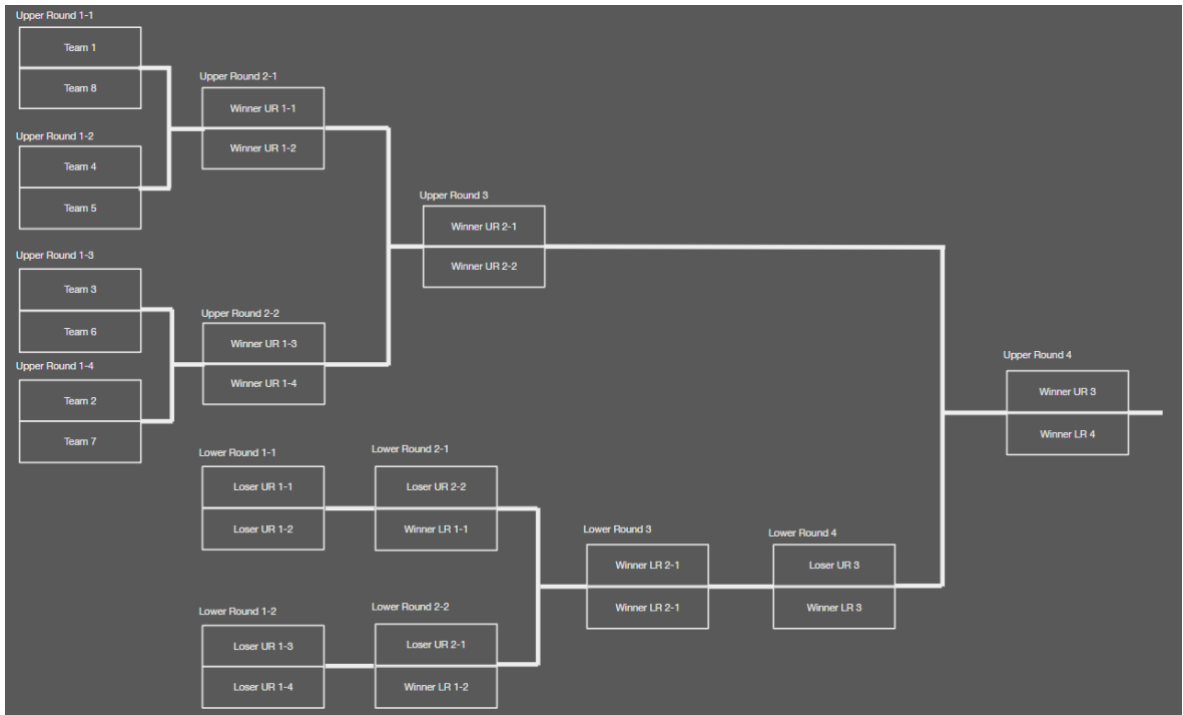 Upper Round 1-1
Team 1
Team 8
Upper Round 1-2
Team 4
Team 5
Upper Round 1-3
Team 3
Team 6
Upper Round 1-4
Team 2
Team 7
Upper Round 2-1
Winner UR 1-1
Winner UR 1-2
Upper Round 2-2
Winner UR 1-3
Winner UR 1-4
Upper Round 3
Winner UR 2-1
Winner UR 2-2
Upper Round 4
Winner UR 3
Winner LR 4
Lower Round 1-1
Loser UR 1-1
Loser UR 1-2
Lower Round 1-2
Loser UR 1-3
Loser UR 1-4
Lower Round 2-1
Loser UR 2-2
Winner LR 1-1
Lower Round 2-2
Loser UR 2-1
Winner LR 1-2
Lower Round 3
Winner LR 2-1
Winner LR 2-1
Lower Round 4
Loser UR 3
Winner LR 3